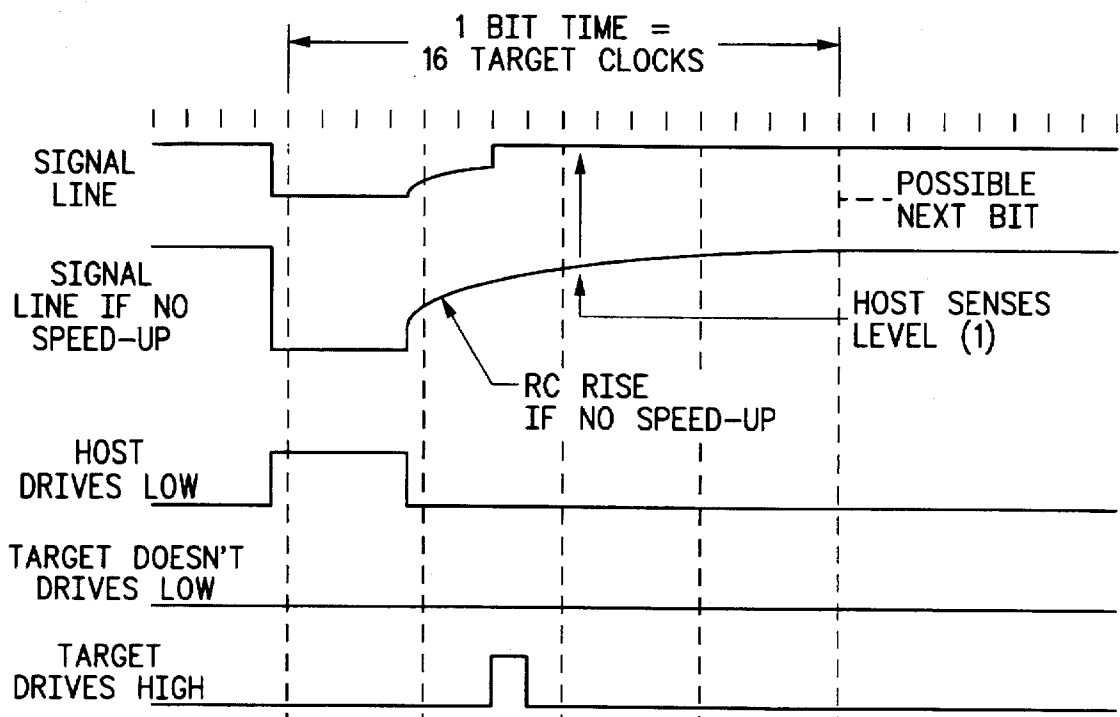 1 BIT TIME =
16 TARGET CLOCKS
SIGNAL
LINE
POSSIBLE
NEXT BIT
SIGNAL
LINE IF NO
SPEED-UP
HOST SENSES
LEVEL (1)
RC RISE
IF NO SPEED-UP
HOST
DRIVES LOW
TARGET DOESN'T
DRIVES LOW
TARGET
DRIVES HIGH